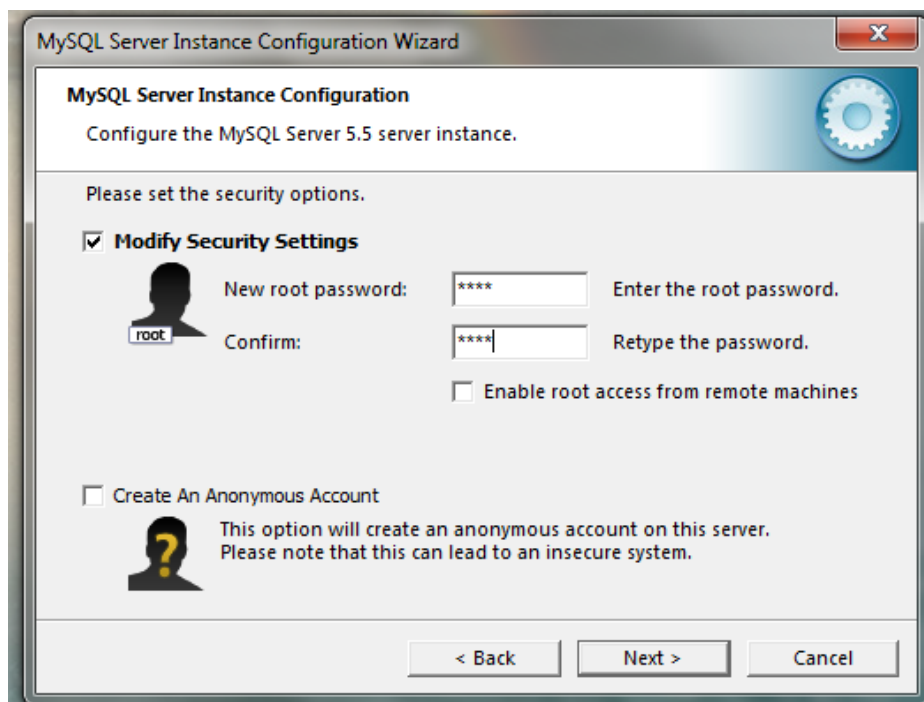 MySQL Server Instance Configuration Wizard
MySQL Server Instance Configuration
Configure the MySQL Server 5.5 server instance.
Please set the security options.
Modify Security Settings
New root password: **** Enter the root password.
root
Confirm: **** Retype the password.
Enable root access from remote machines
Create An Anonymous Account
This option will create an anonymous account on this server.
Please note that this can lead to an insecure system.
< Back Next > Cancel